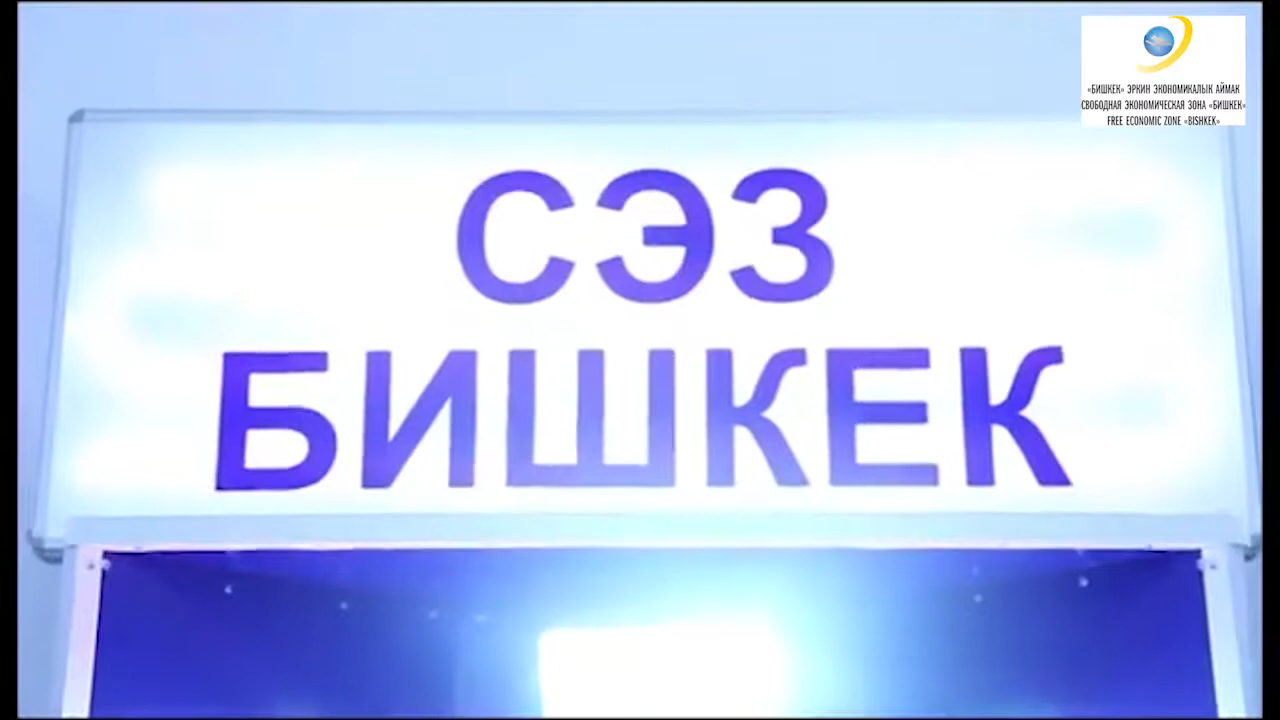 «БИШКЕК» ЭРКИН ЭКОНОМИКАЛЫК АЙМАК
СВОБОДНАЯ ЭКОНОМИЧЕСКАЯ ЗОНА «БИШКЕК»
FREE ECONOMIC ZONE «BISHKEK»
СЭЗ
БИШКЕК